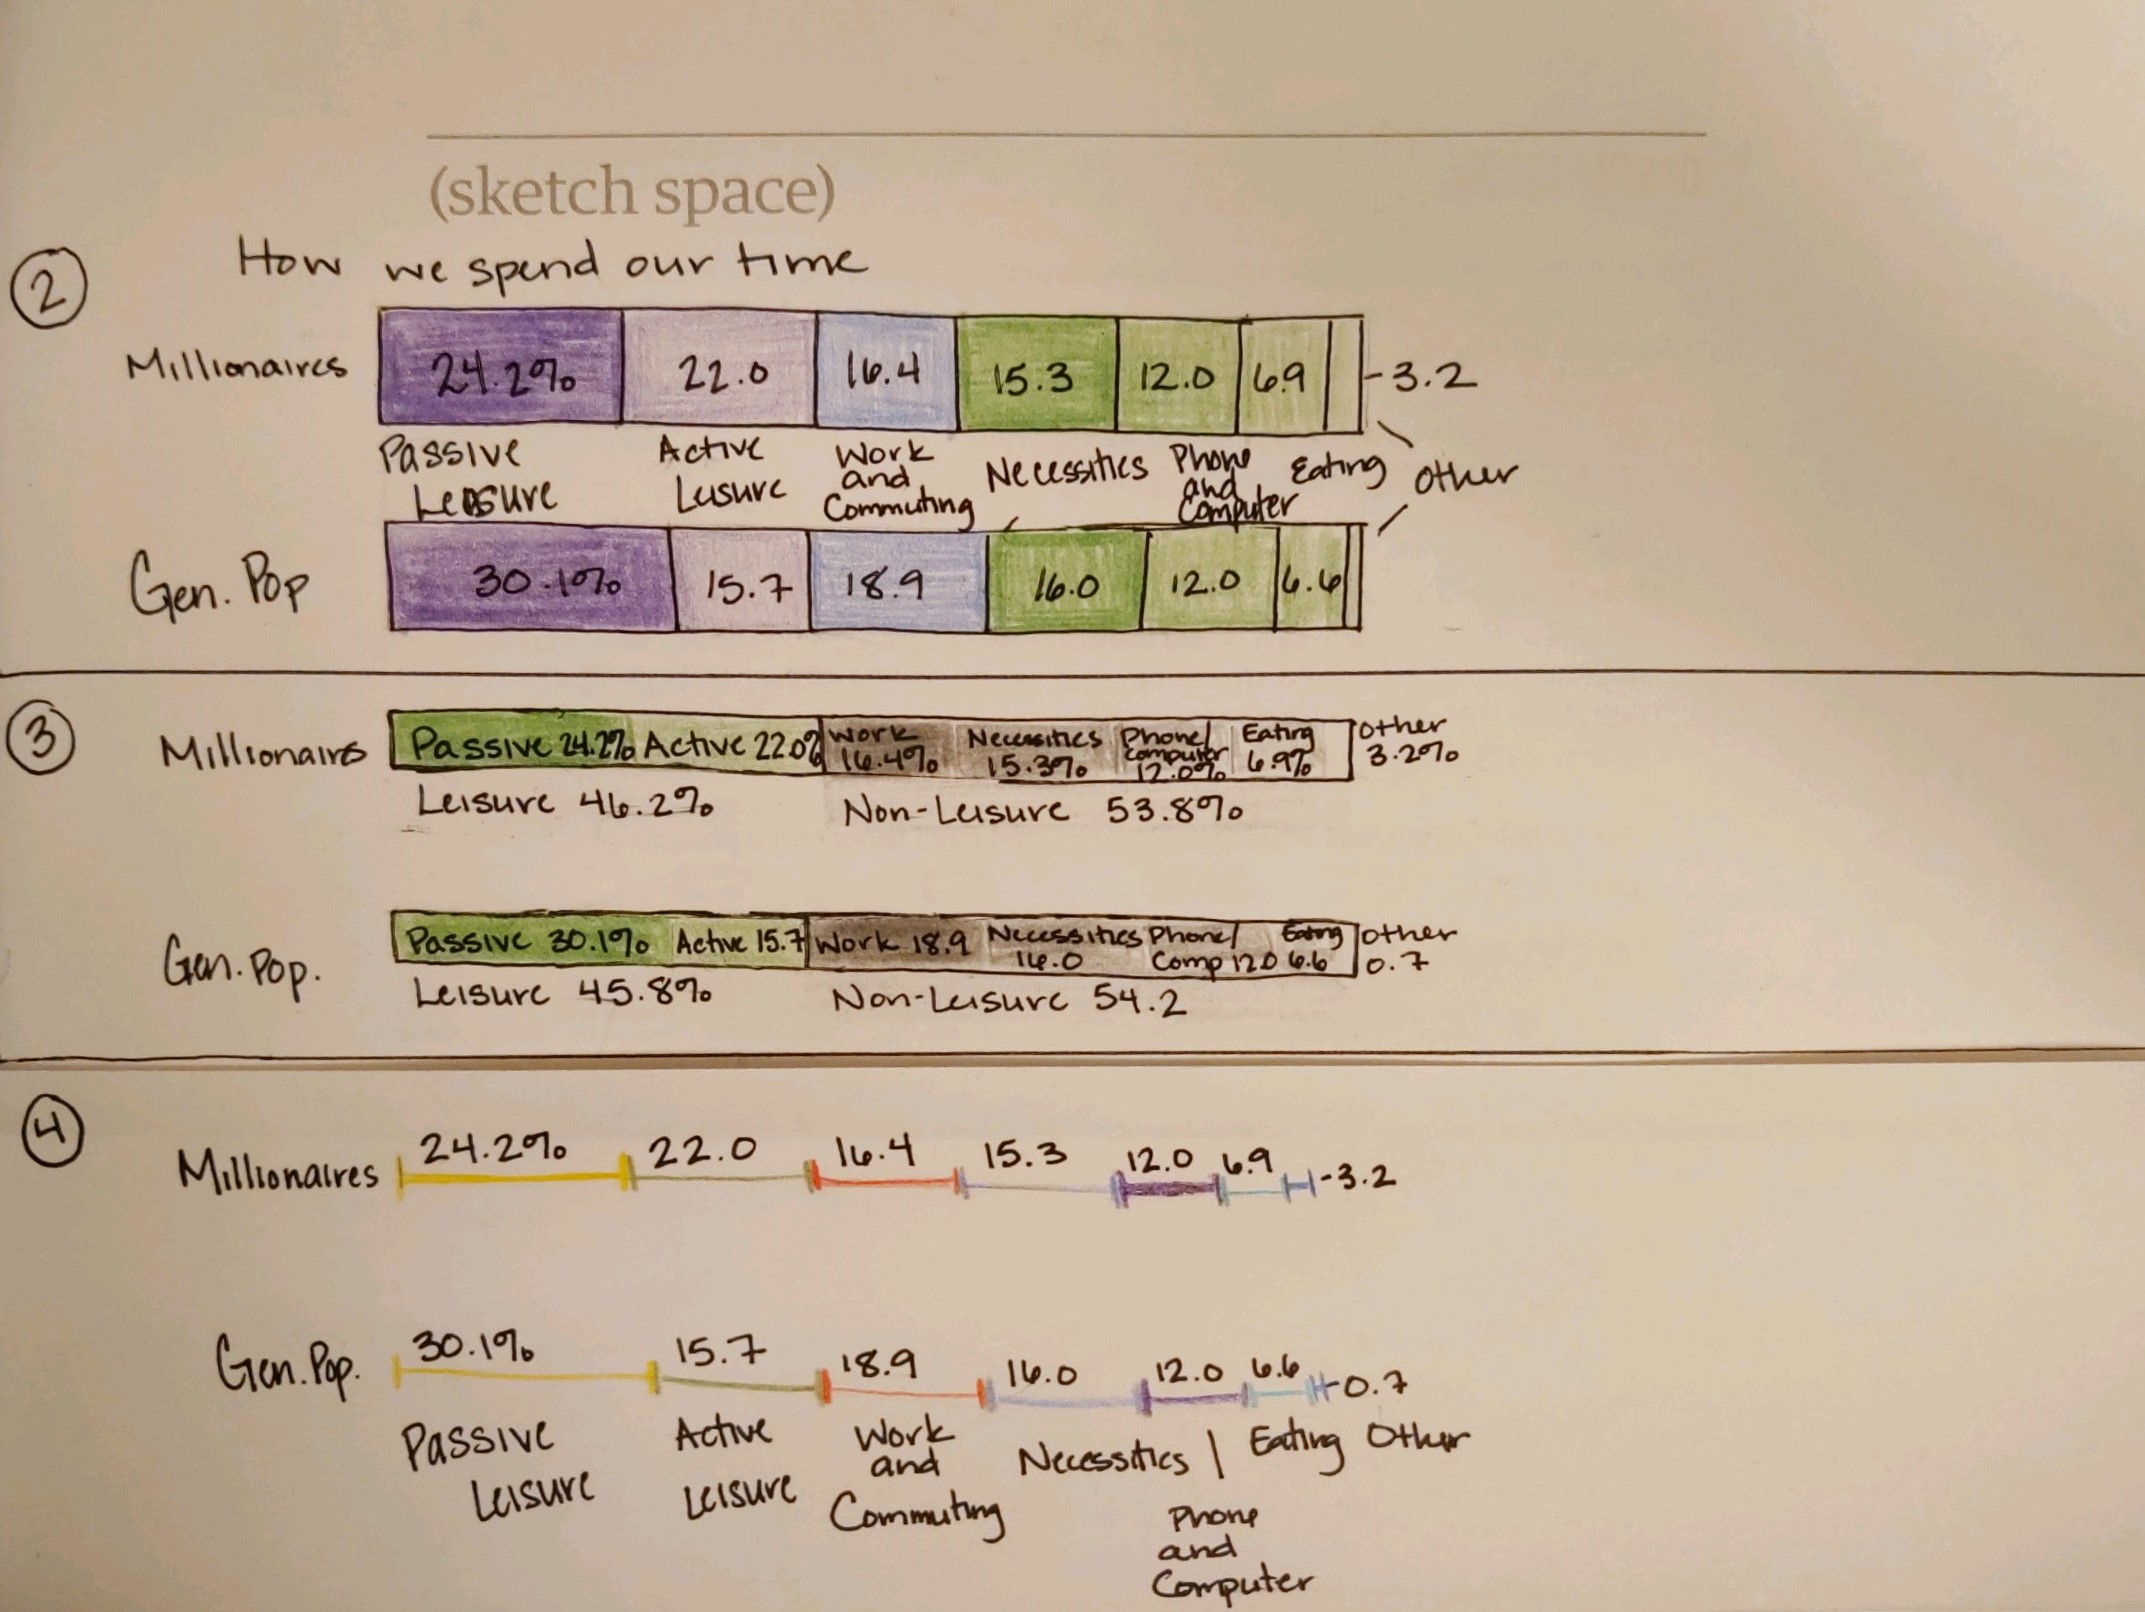 (sketch space)
2
How we spend our time
Millionaires
24.2% 22.0 16.4 15.3 12.0 6.9 -3.2
Passive Leisure
Active Leisure
Work and Commuting
Necessities
Phone and Computer
Eating
Other
Gen. Pop
30.1% 15.7 18.9 16.0 12.0 6.6
3
Millionaires
Passive 24.2% Active 22.0%
Work 16.4%
Necessities 15.3%
Phone/ Computer 12.0%
Eating 6.9%
Other 3.2%
Leisure 46.2% Non-Leisure 53.8%
Gen. Pop.
Passive 30.1% Active 15.7 Work 18.9
Necessities 16.0
Phone/ Comp 12.0
Eating 6.6
Other 0.7
Leisure 45.8% Non-Leisure 54.2
4
Millionaires
24.2% 22.0 16.4 15.3 12.0 6.9 -3.2
Gen. Pop.
30.1% 15.7 18.9 16.0 12.0 6.6 -0.7
Passive Leisure
Active Leisure
Work and Commuting
Necessities
Phone and Computer
Eating
Other